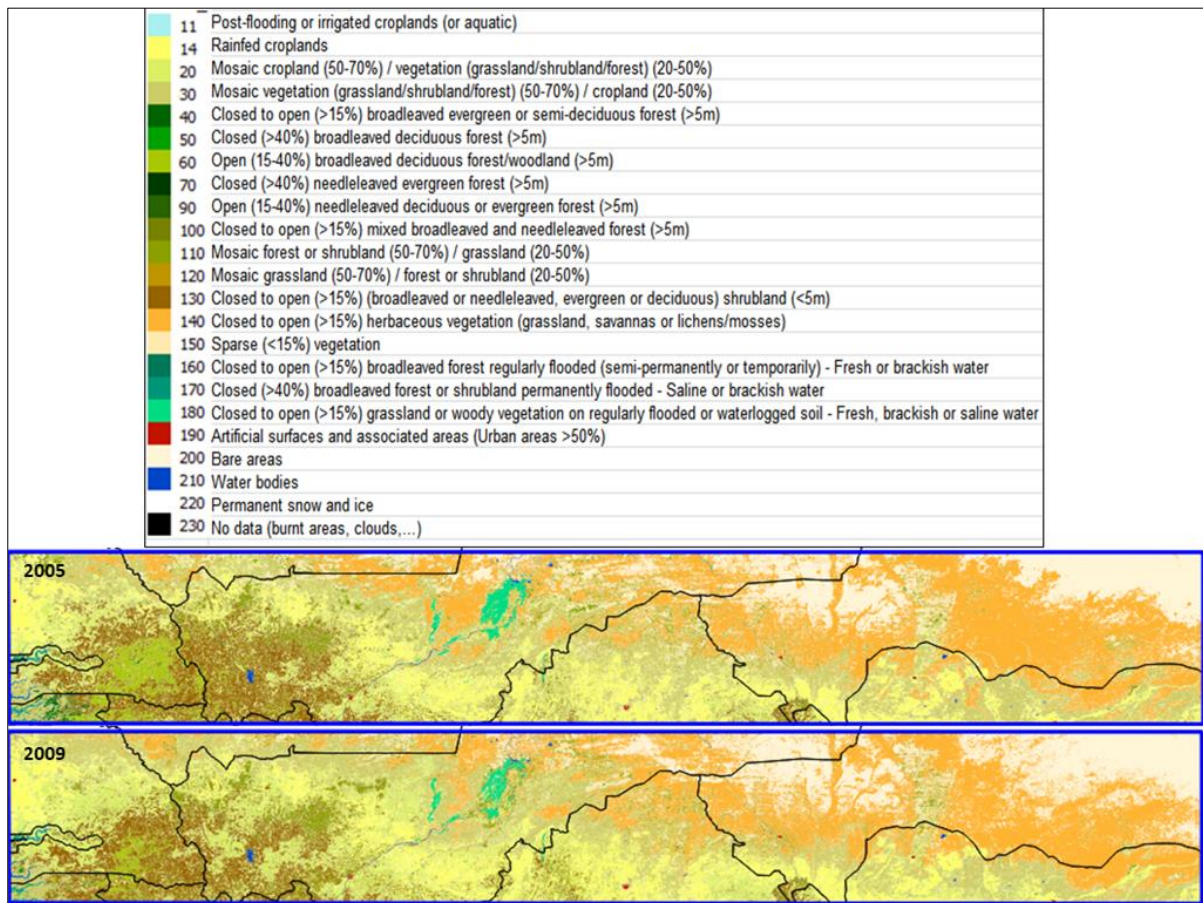 11 Post-flooding or irrigated croplands (or aquatic)
14 Rainfed croplands
20 Mosaic cropland (50-70%) / vegetation (grassland/shrubland/forest) (20-50%)
30 Mosaic vegetation (grassland/shrubland/forest) (50-70%) / cropland (20-50%)
40 Closed to open (>15%) broadleaved evergreen or semi-deciduous forest (>5m)
50 Closed (>40%) broadleaved deciduous forest (>5m)
60 Open (15-40%) broadleaved deciduous forest/woodland (>5m)
70 Closed (>40%) needleleaved evergreen forest (>5m)
90 Open (15-40%) needleleaved deciduous or evergreen forest (>5m)
100 Closed to open (>15%) mixed broadleaved and needleleaved forest (>5m)
110 Mosaic forest or shrubland (50-70%) / grassland (20-50%)
120 Mosaic grassland (50-70%) / forest or shrubland (20-50%)
130 Closed to open (>15%) (broadleaved or needleleaved, evergreen or deciduous) shrubland (<5m)
140 Closed to open (>15%) herbaceous vegetation (grassland, savannas or lichens/mosses)
150 Sparse (<15%) vegetation
160 Closed to open (>15%) broadleaved forest regularly flooded (semi-permanently or temporarily) - Fresh or brackish water
170 Closed (>40%) broadleaved forest or shrubland permanently flooded - Saline or brackish water
180 Closed to open (>15%) grassland or woody vegetation on regularly flooded or waterlogged soil - Fresh, brackish or saline water
190 Artificial surfaces and associated areas (Urban areas >50%)
200 Bare areas
210 Water bodies
220 Permanent snow and ice
230 No data (burnt areas, clouds,...)
2005
2009